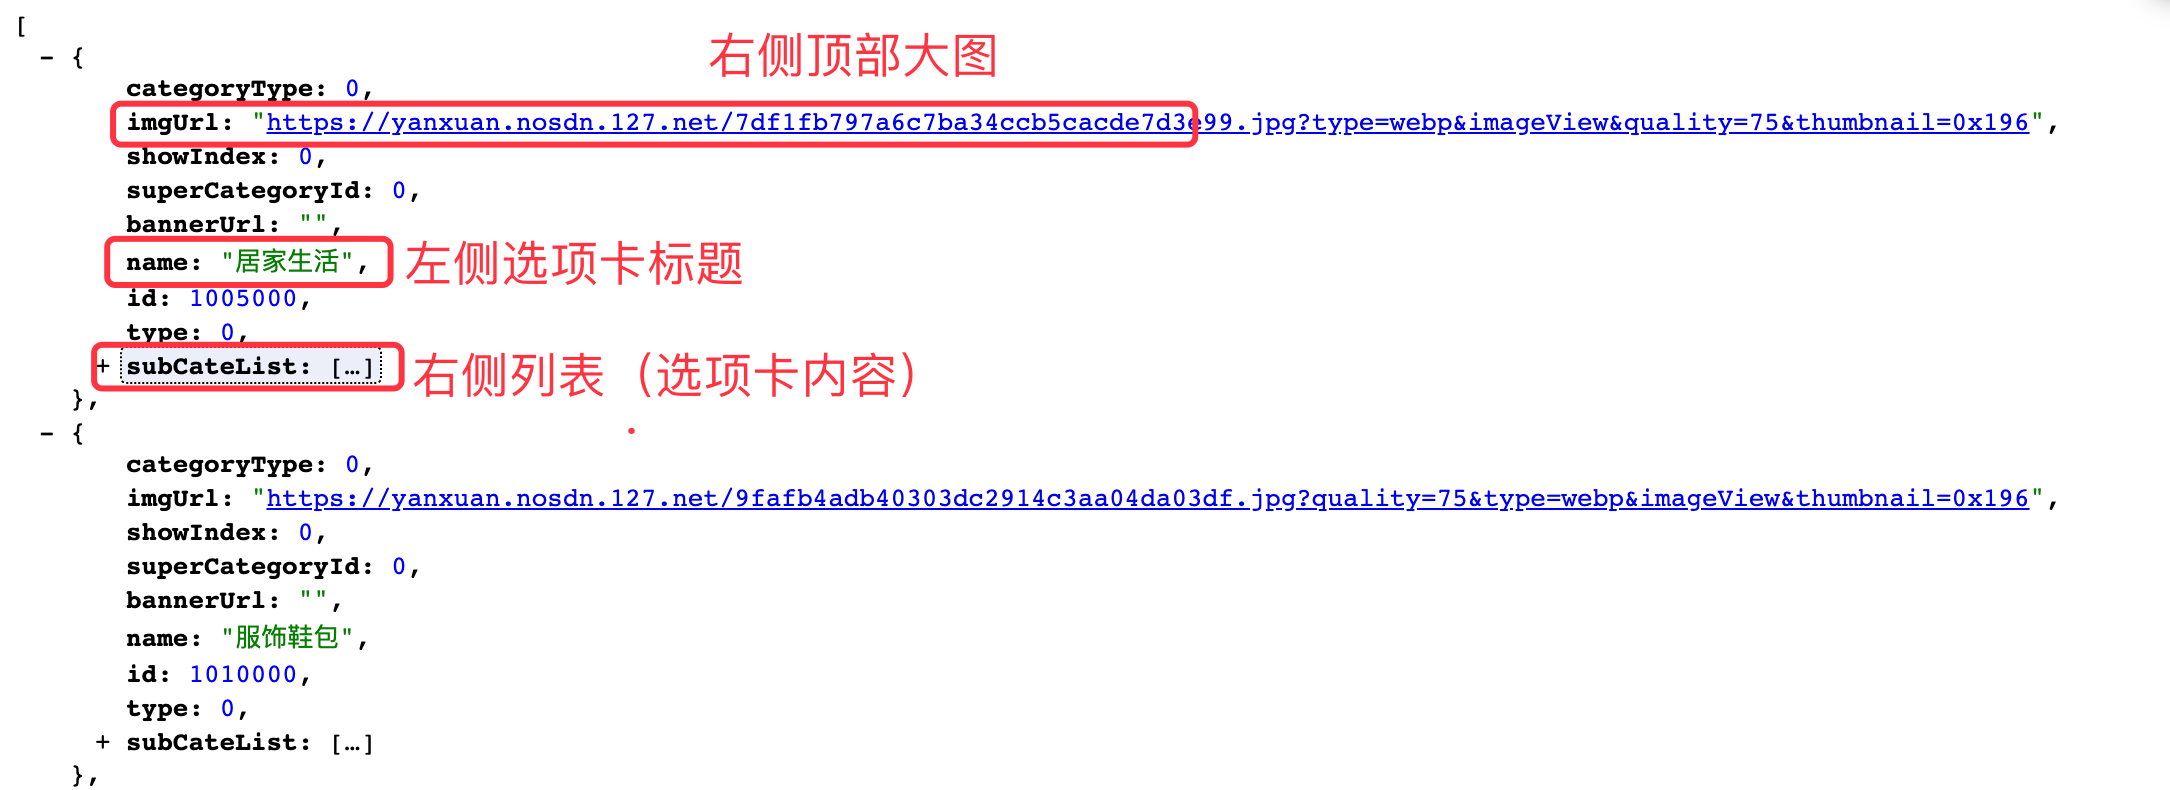 [
- {
右侧顶部大图
categoryType: 0,
imgUrl: "https://yanxuan.nosdn.127.net/7df1fb797a6c7ba34ccb5cacde7d3e99.jpg?type=webp&imageView&quality=75&thumbnail=0x196",
showIndex: 0,
superCategoryId: 0,
bannerUrl: "",
name: "居家生活", 左侧选项卡标题
id: 1005000,
type: 0,
+ subCateList: […] 右侧列表（选项卡内容）
},
- {
categoryType: 0,
imgUrl: "https://yanxuan.nosdn.127.net/9fafb4adb40303dc2914c3aa04da03df.jpg?quality=75&type=webp&imageView&thumbnail=0x196",
showIndex: 0,
superCategoryId: 0,
bannerUrl: "",
name: "服饰鞋包",
id: 1010000,
type: 0,
+ subCateList: […]
},